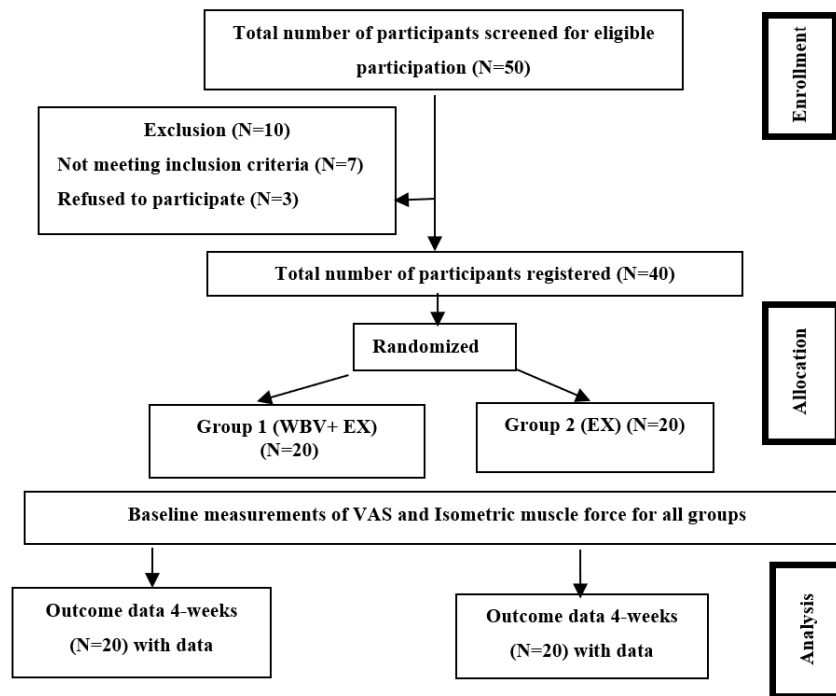 Total number of participants screened for eligible
participation (N=50)
Enrollment
Exclusion (N=10)
Not meeting inclusion criteria (N=7)
Refused to participate (N=3)
Total number of participants registered (N=40)
Randomized
Allocation
Group 1 (WBV+ EX)
(N=20)
Group 2 (EX) (N=20)
Baseline measurements of VAS and Isometric muscle force for all groups
Outcome data 4-weeks
(N=20) with data
Outcome data 4-weeks
(N=20) with data
Analysis